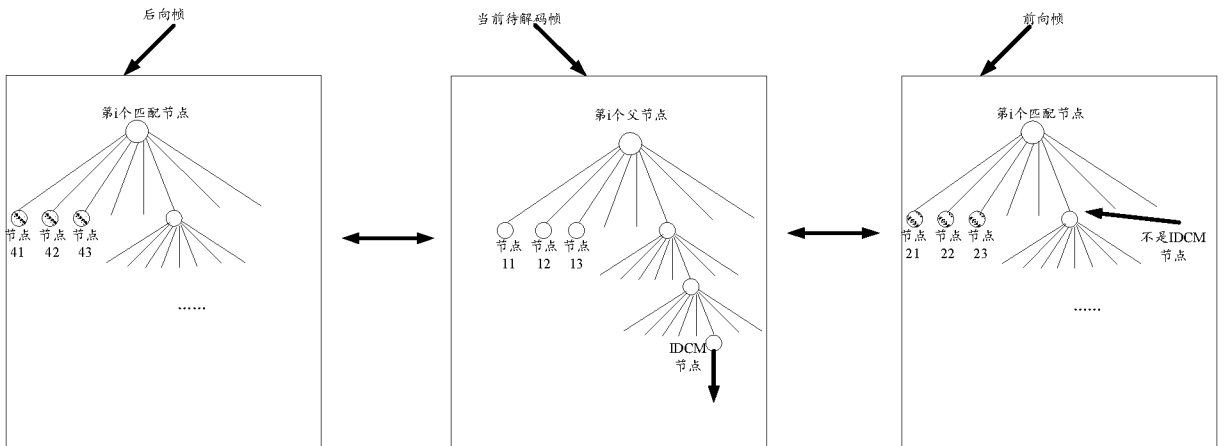 后向帧
当前待解码帧
前向帧
第i个匹配节点
节点
41
节点
42
节点
43
……
第i个父节点
节点
11
节点
12
节点
13
IDCM
节点
第i个匹配节点
节点
21
节点
22
节点
23
不是IDCM
节点
……